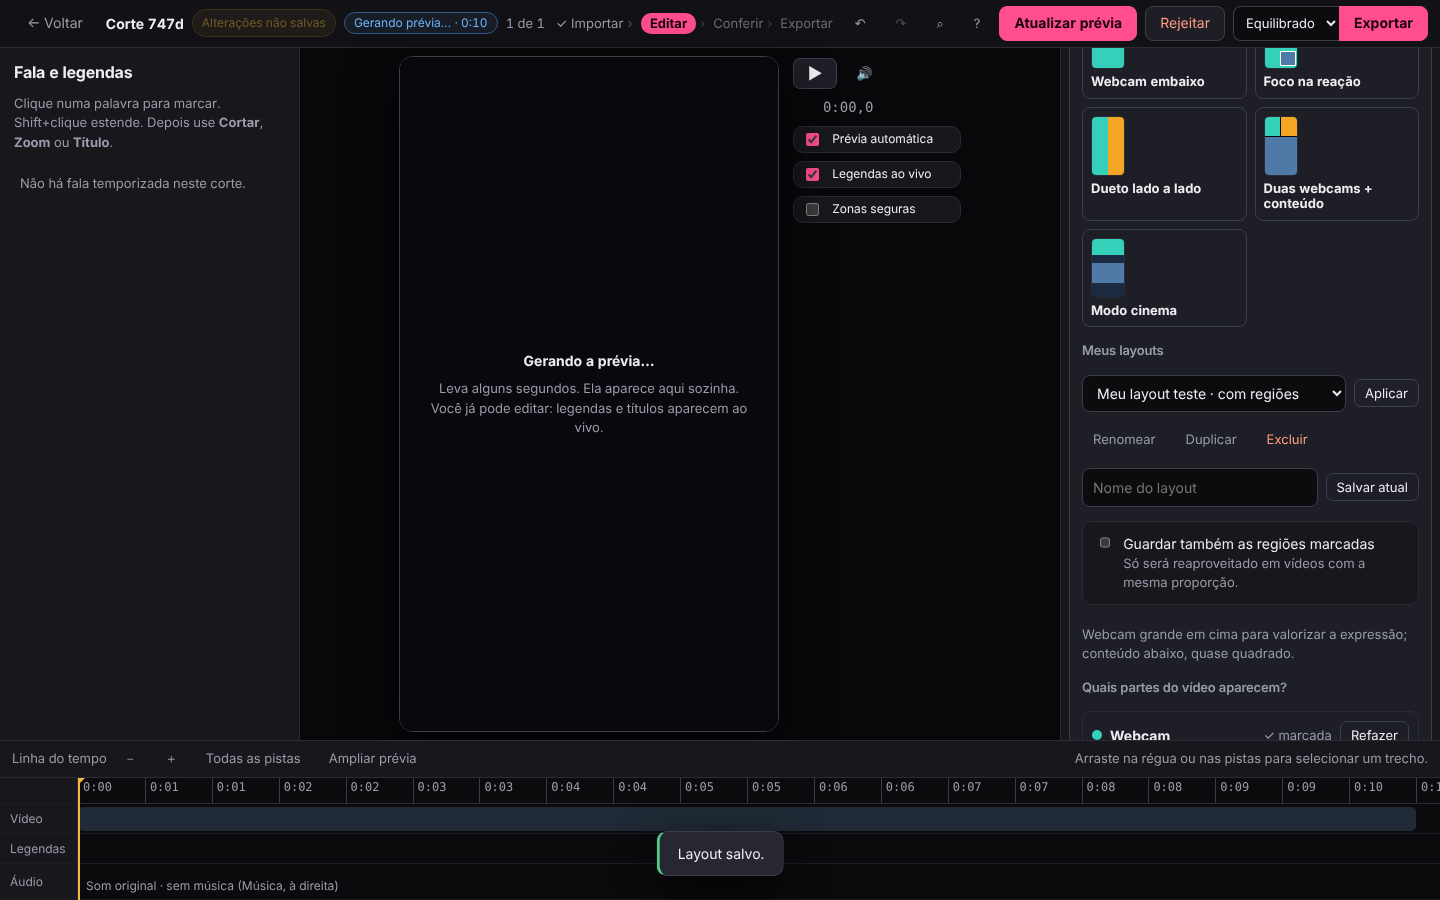 ← Voltar
Corte 747d
Alterações não salvas
Gerando prévia... · 0:10
1 de 1
✓ Importar › Editar › Conferir › Exportar
?
Atualizar prévia
Rejeitar
Equilibrado
Exportar
Fala e legendas
Clique numa palavra para marcar.
Shift+clique estende. Depois use Cortar,
Zoom ou Título.
Não há fala temporizada neste corte.
Gerando a prévia...
Leva alguns segundos. Ela aparece aqui sozinha.
Você já pode editar: legendas e títulos aparecem ao
vivo.
0:00,0
Prévia automática
Legendas ao vivo
Zonas seguras
Webcam embaixo
Foco na reação
Dueto lado a lado
Duas webcams +
conteúdo
Modo cinema
Meus layouts
Meu layout teste · com regiões
Aplicar
Renomear
Duplicar
Excluir
Nome do layout
Salvar atual
Guardar também as regiões marcadas
Só será reaproveitado em vídeos com a
mesma proporção.
Webcam grande em cima para valorizar a expressão;
conteúdo abaixo, quase quadrado.
Quais partes do vídeo aparecem?
Webcam
✓ marcada
Refazer
Linha do tempo
−
+
Todas as pistas
Ampliar prévia
Arraste na régua ou nas pistas para selecionar um trecho.
0:00 0:01 0:01 0:02 0:02 0:03 0:03 0:04 0:04 0:05 0:05 0:06 0:06 0:07 0:07 0:08 0:08 0:09 0:09 0:10
Vídeo
Legendas
Áudio
Som original · sem música (Música, à direita)
Layout salvo.